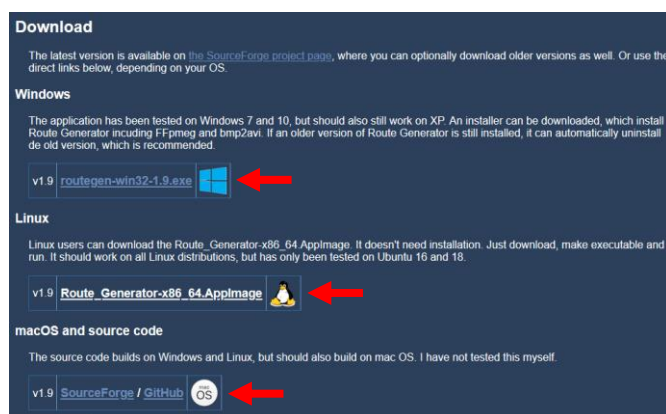 Download
The latest version is available on the SourceForge project page, where you can optionally download older versions as well. Or use the
direct links below, depending on your OS.
Windows
The application has been tested on Windows 7 and 10, but should also still work on XP. An installer can be downloaded, which install
Route Generator incuding FFpmeg and bmp2avi. If an older version of Route Generator is still installed, it can automatically uninstall
de old version, which is recommended.
v1.9 routegen-win32-1.9.exe
Linux
Linux users can download the Route_Generator-x86_64.AppImage. It doesn't need installation. Just download, make executable and
run. It should work on all Linux distributions, but has only been tested on Ubuntu 16 and 18.
v1.9 Route_Generator-x86_64.AppImage
macOS and source code
The source code builds on Windows and Linux, but should also build on mac OS. I have not tested this myself.
v1.9 SourceForge / GitHub mac OS